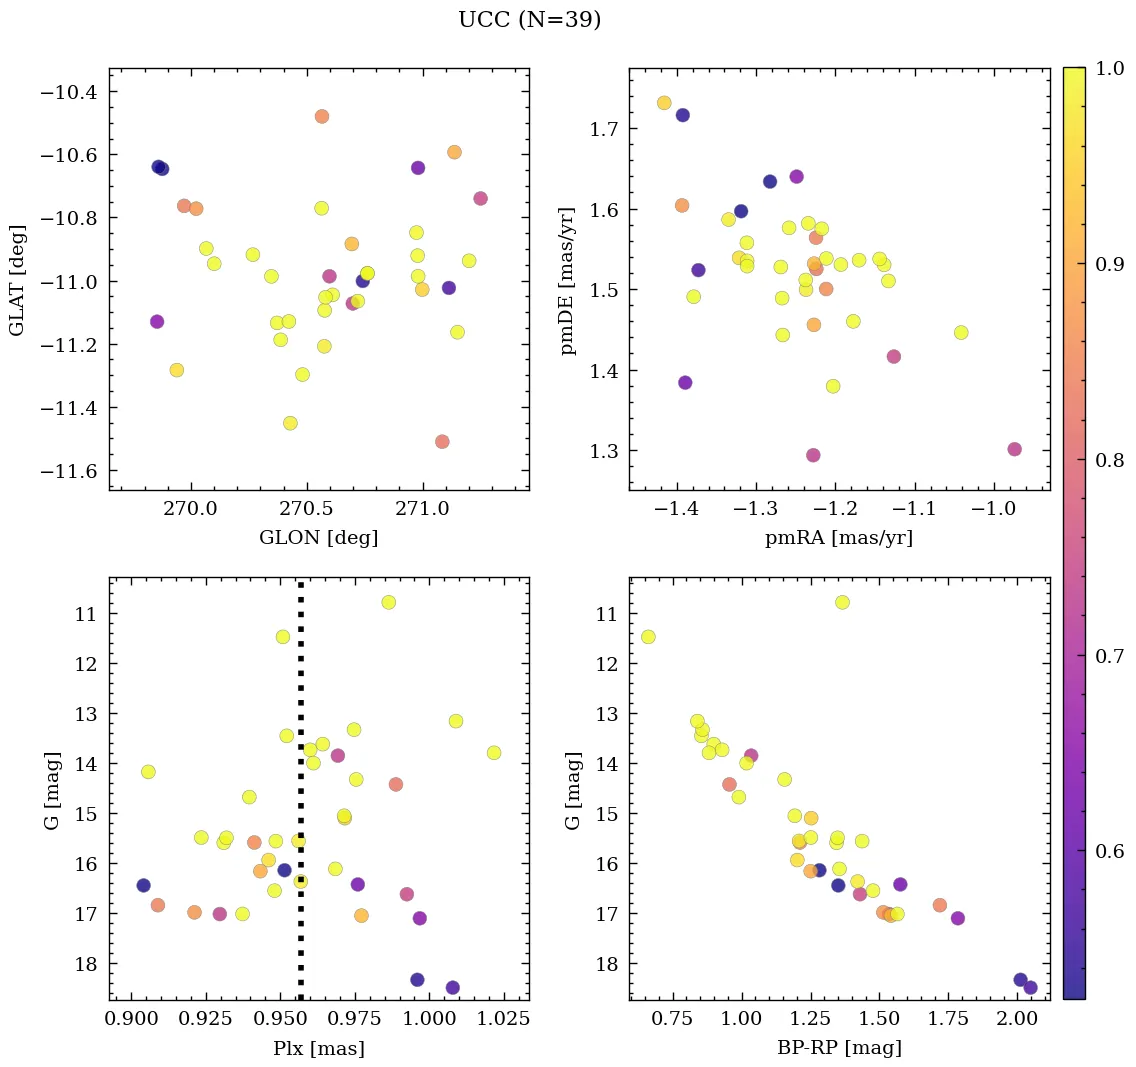 UCC (N=39)
−10.4
−10.6
−10.8
−11.0
−11.2
−11.4
−11.6
GLAT [deg]
270.0 270.5 271.0
GLON [deg]
1.7
1.6
1.5
1.4
1.3
pmDE [mas/yr]
−1.4 −1.3 −1.2 −1.1 −1.0
pmRA [mas/yr]
1.0
0.9
0.8
0.7
0.6
11
12
13
14
15
16
17
18
G [mag]
0.900 0.925 0.950 0.975 1.000 1.025
Plx [mas]
11
12
13
14
15
16
17
18
G [mag]
0.75 1.00 1.25 1.50 1.75 2.00
BP-RP [mag]